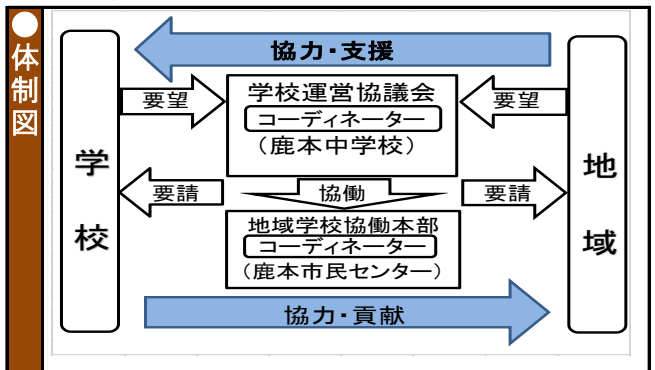 ●体制図
協力・支援
学校
地域
要望
学校運営協議会
コーディネーター
(鹿本中学校)
要望
要請
協働
要請
地域学校協働本部
コーディネーター
(鹿本市民センター)
協力・貢献